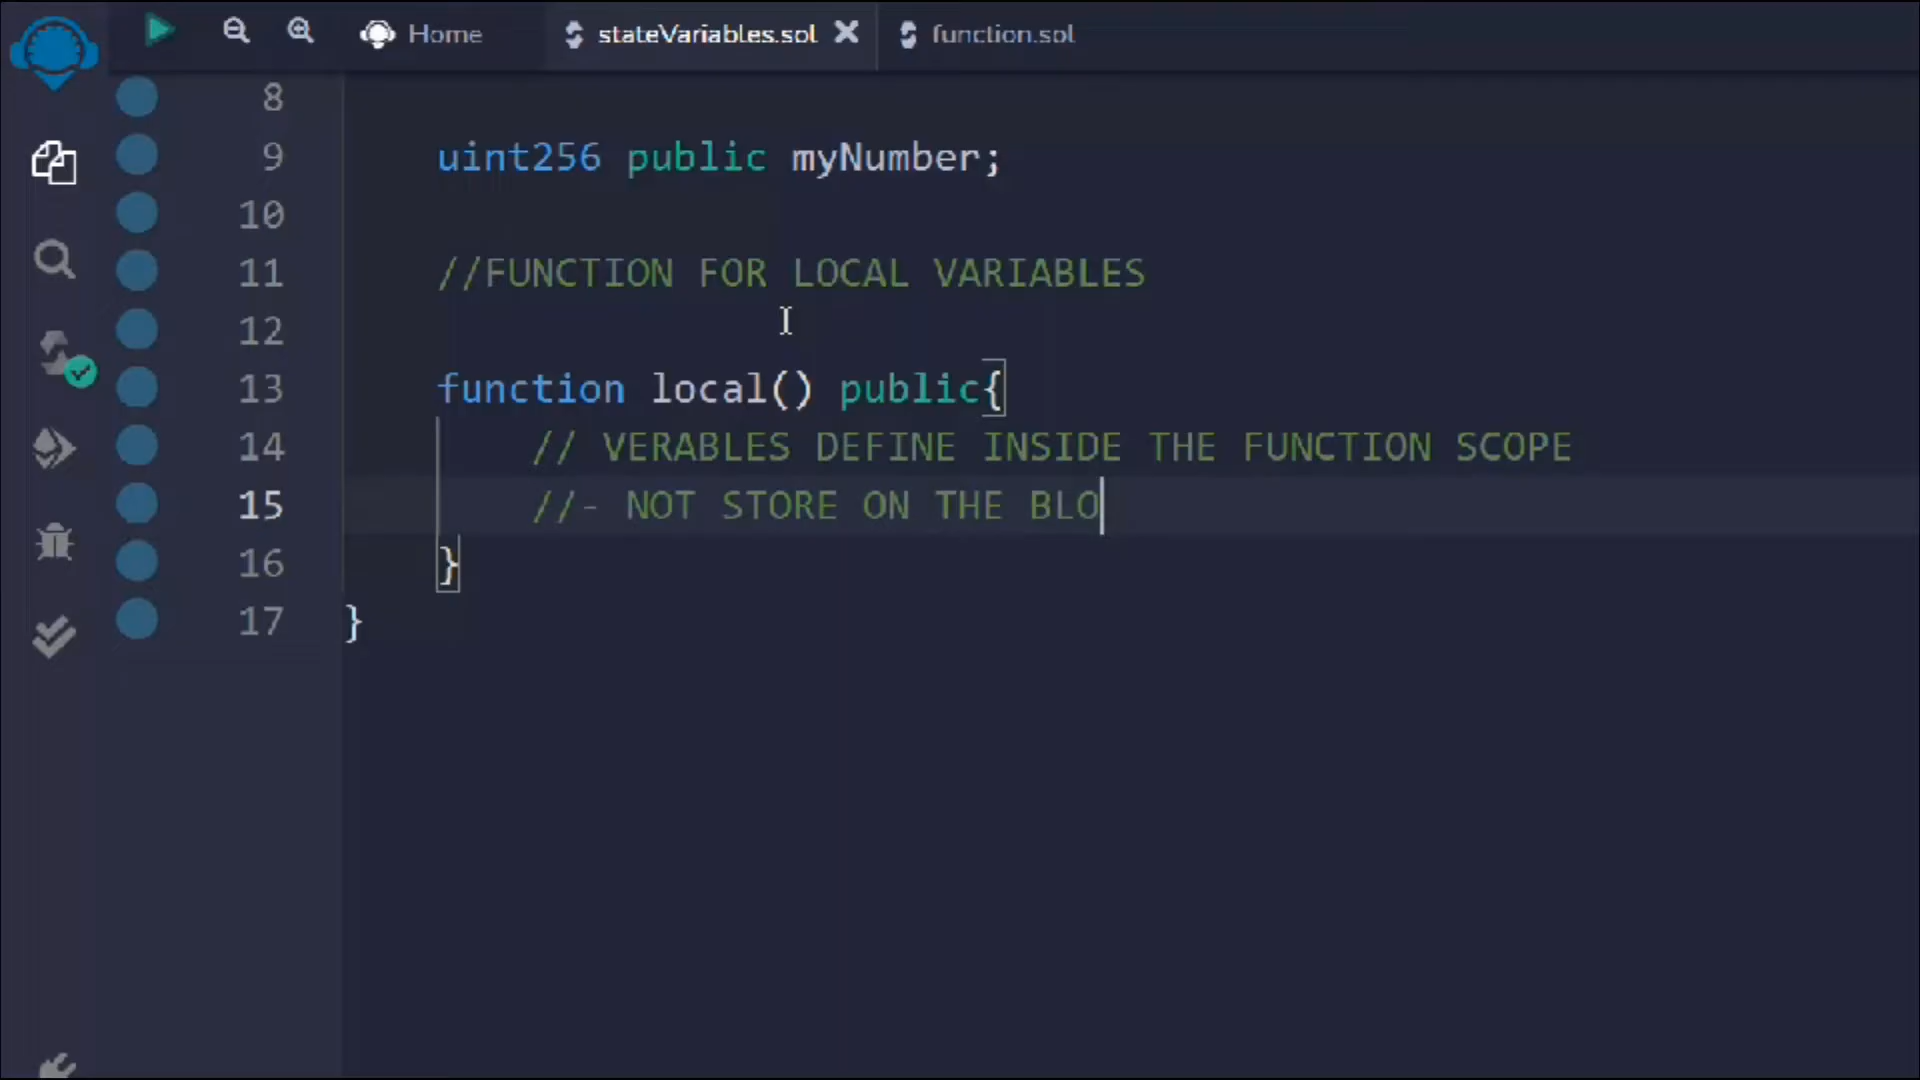 Home stateVariables.sol function.sol
8
9 uint256 public myNumber;
10
11 //FUNCTION FOR LOCAL VARIABLES
12
13 function local() public{
14 // VERABLES DEFINE INSIDE THE FUNCTION SCOPE
15 //- NOT STORE ON THE BLO
16 }
17 }